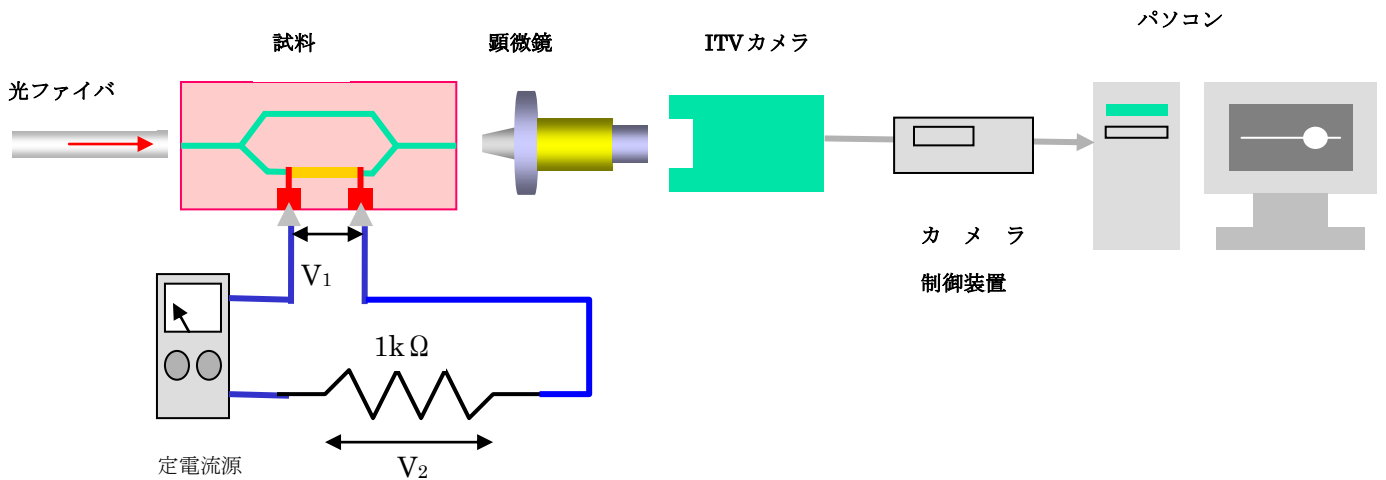 パソコン
試料
顕微鏡
ITVカメラ
光ファイバ
カ メ ラ
制御装置
V₁
1kΩ
V₂
定電流源